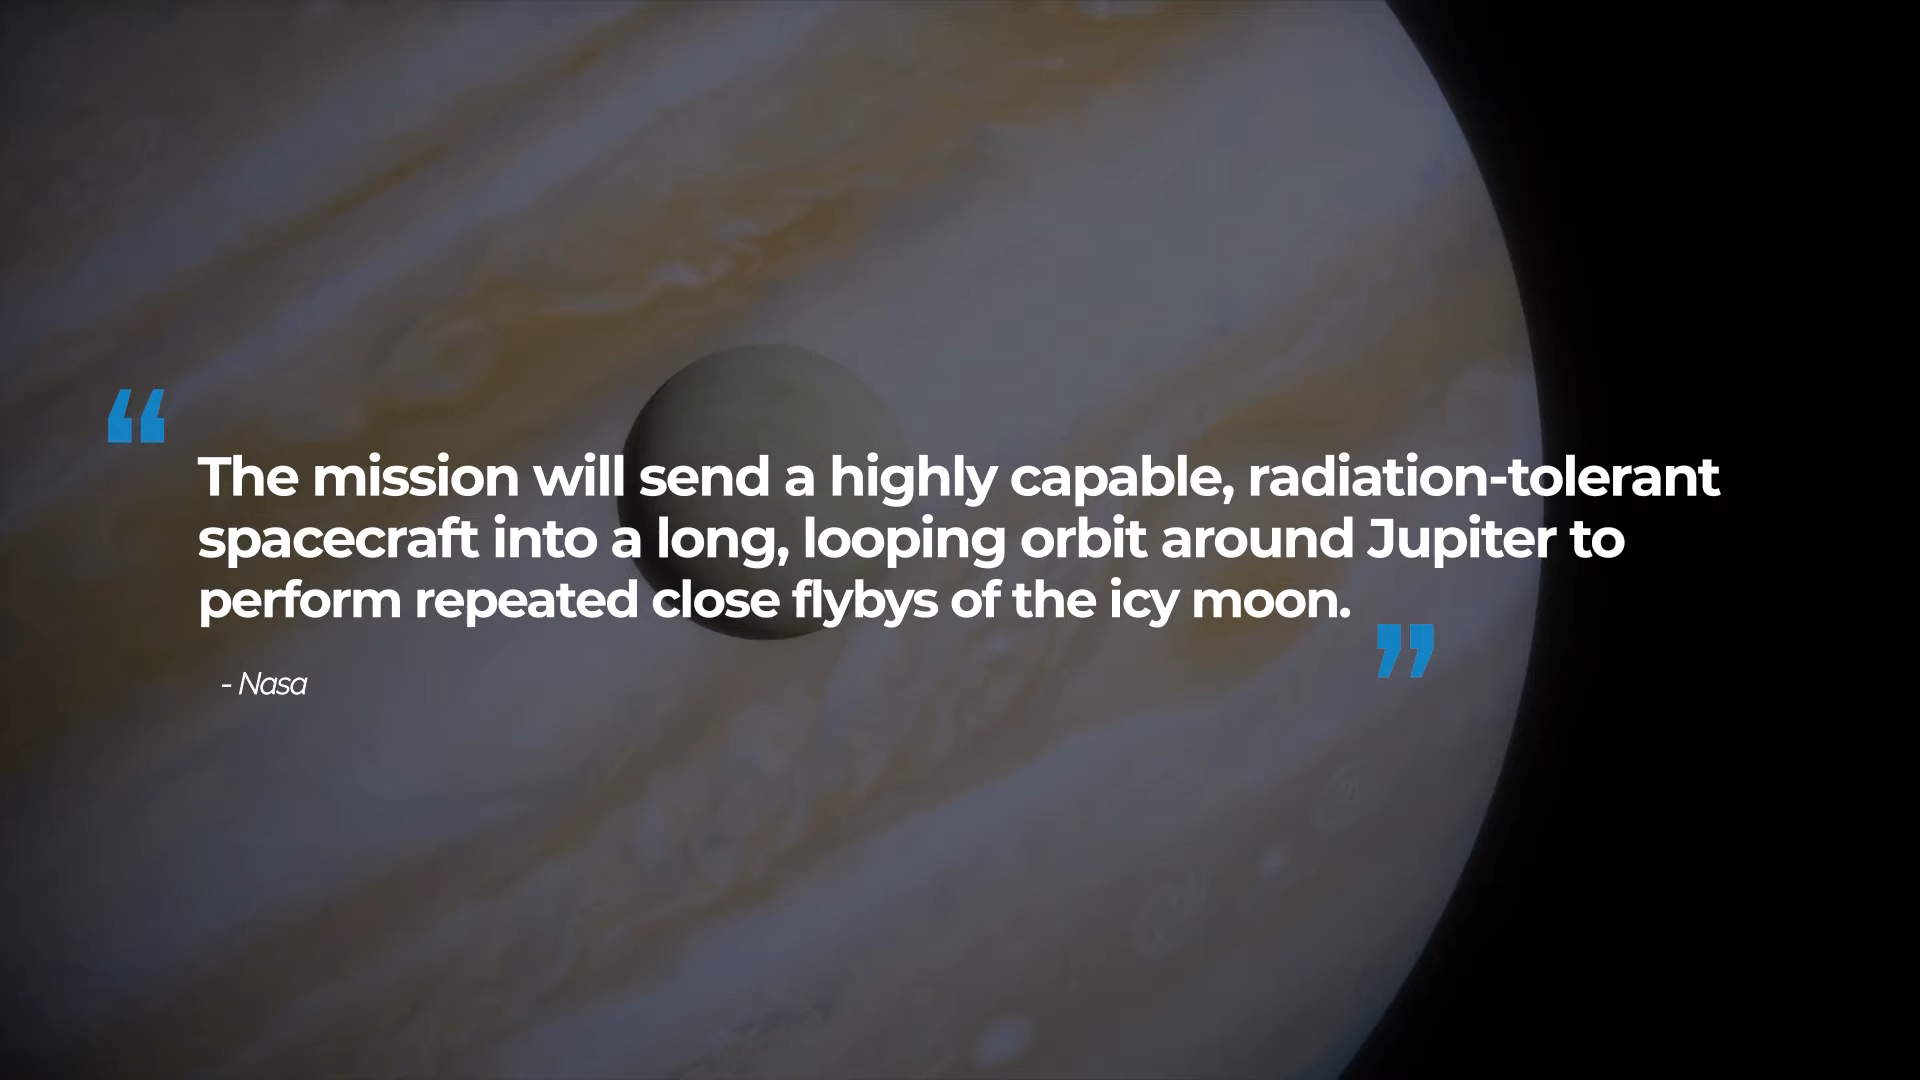 “
The mission will send a highly capable, radiation-tolerant
spacecraft into a long, looping orbit around Jupiter to
perform repeated close flybys of the icy moon.
”
- Nasa